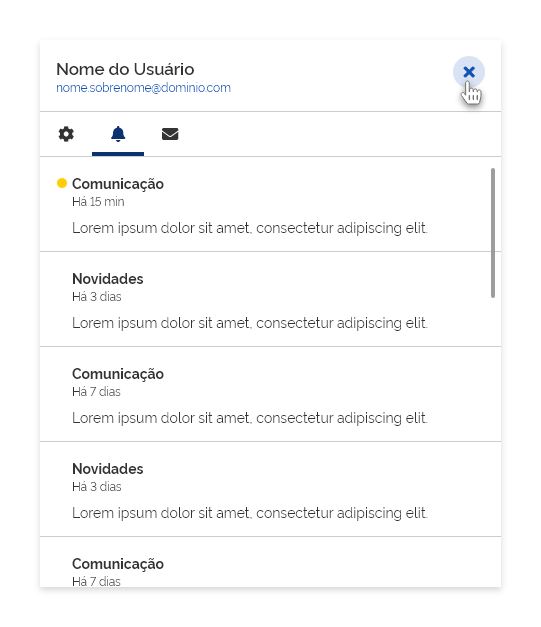 Nome do Usuário
nome.sobrenome@dominio.com
Comunicação
Há 15 min
Lorem ipsum dolor sit amet, consectetur adipiscing elit.
Novidades
Há 3 dias
Lorem ipsum dolor sit amet, consectetur adipiscing elit.
Comunicação
Há 7 dias
Lorem ipsum dolor sit amet, consectetur adipiscing elit.
Novidades
Há 3 dias
Lorem ipsum dolor sit amet, consectetur adipiscing elit.
Comunicação
Há 7 dias